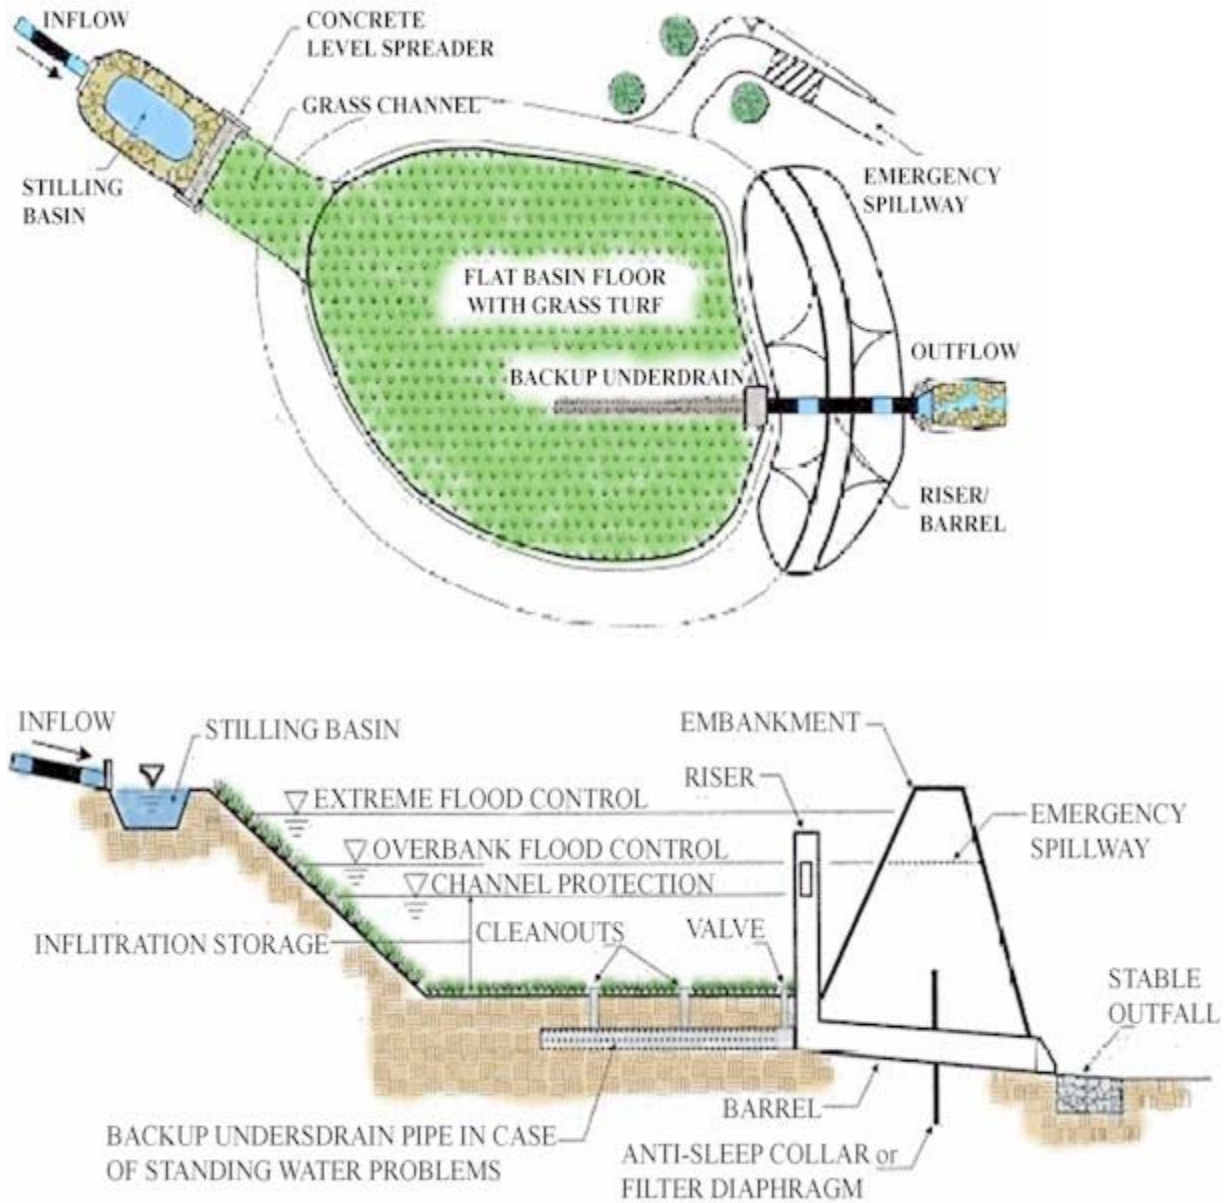 INFLOW
CONCRETE
LEVEL SPREADER
GRASS CHANNEL
STILLING
BASIN
EMERGENCY
SPILLWAY
FLAT BASIN FLOOR
WITH GRASS TURF
BACKUP UNDERDRAIN
OUTFLOW
RISER/
BARREL
INFLOW
STILLING BASIN
EMBANKMENT
RISER
EXTREME FLOOD CONTROL
EMERGENCY
SPILLWAY
OVERBANK FLOOD CONTROL
CHANNEL PROTECTION
INFLITRATION STORAGE
CLEANOUTS
VALVE
STABLE
OUTFALL
BARREL
BACKUP UNDERSDRAIN PIPE IN CASE
OF STANDING WATER PROBLEMS
ANTI-SLEEP COLLAR or
FILTER DIAPHRAGM